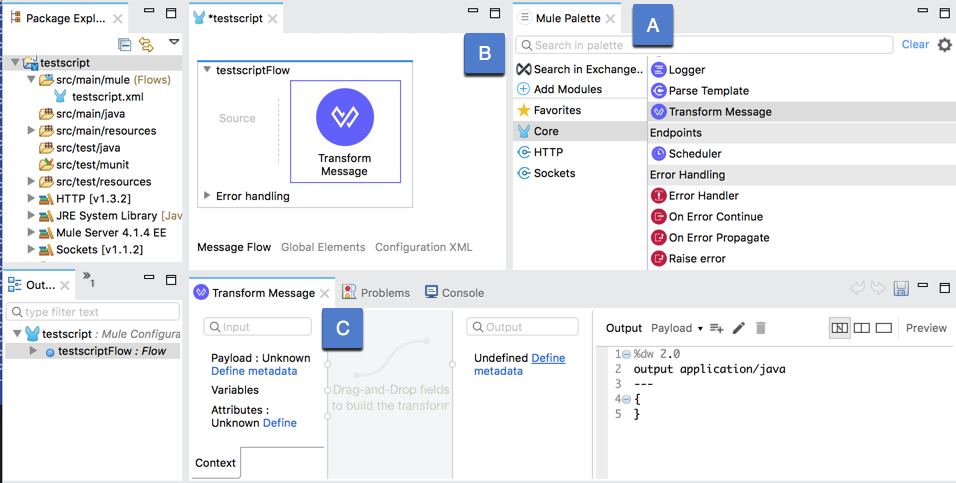 Package Expl...
testscript
src/main/mule (Flows)
testscript.xml
src/main/java
src/main/resources
src/test/java
src/test/munit
src/test/resources
HTTP [v1.3.2]
JRE System Library [Jav
Mule Server 4.1.4 EE
Sockets [v1.1.2]
*testscript
B
testscriptFlow
Source
Transform
Message
Error handling
Message Flow Global Elements Configuration XML
Mule Palette
A
Search in palette
Clear
Search in Exchange..
Add Modules
Favorites
Core
HTTP
Sockets
Logger
Parse Template
Transform Message
Endpoints
Scheduler
Error Handling
Error Handler
On Error Continue
On Error Propagate
Raise error
Out...
»1
type filter text
testscript : Mule Configura
testscriptFlow : Flow
Transform Message Problems Console
Input
C
Payload : Unknown
Define metadata
Variables
Attributes :
Unknown Define
Context
Drag-and-Drop fields
to build the transform
Output
Undefined Define
metadata
Output Payload Preview
1 %dw 2.0
2 output application/java
3 ---
4 {
5 }